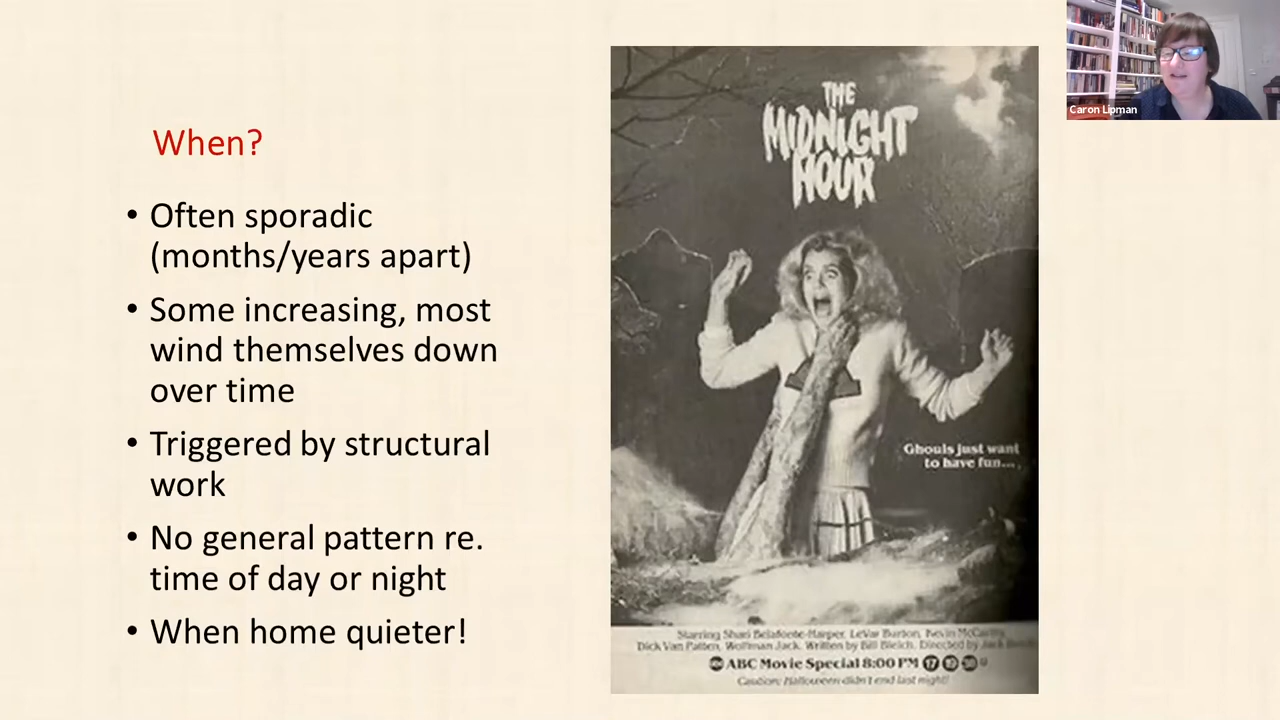 When?
• Often sporadic
(months/years apart)
• Some increasing, most
wind themselves down
over time
• Triggered by structural
work
• No general pattern re.
time of day or night
• When home quieter!
THE
MIDNIGHT
HOUR
Ghouls just want
to have fun...
Starring Shari Belafonte-Harper, LeVar Burton, Kevin McCarthy,
Dick Van Patten, Wolfman Jack. Written by Bill Bleich. Directed by Jack
abc ABC Movie Special 8:00 PM 17
Caution: Halloween didn't end last night!
Caron Lipman